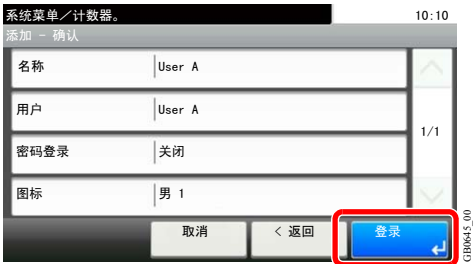 系统菜单／计数器。 10:10
添加 - 确认
名称 User A
用户 User A
1/1
密码登录 关闭
图标 男 1
取消 < 返回 登录
GB0645_00